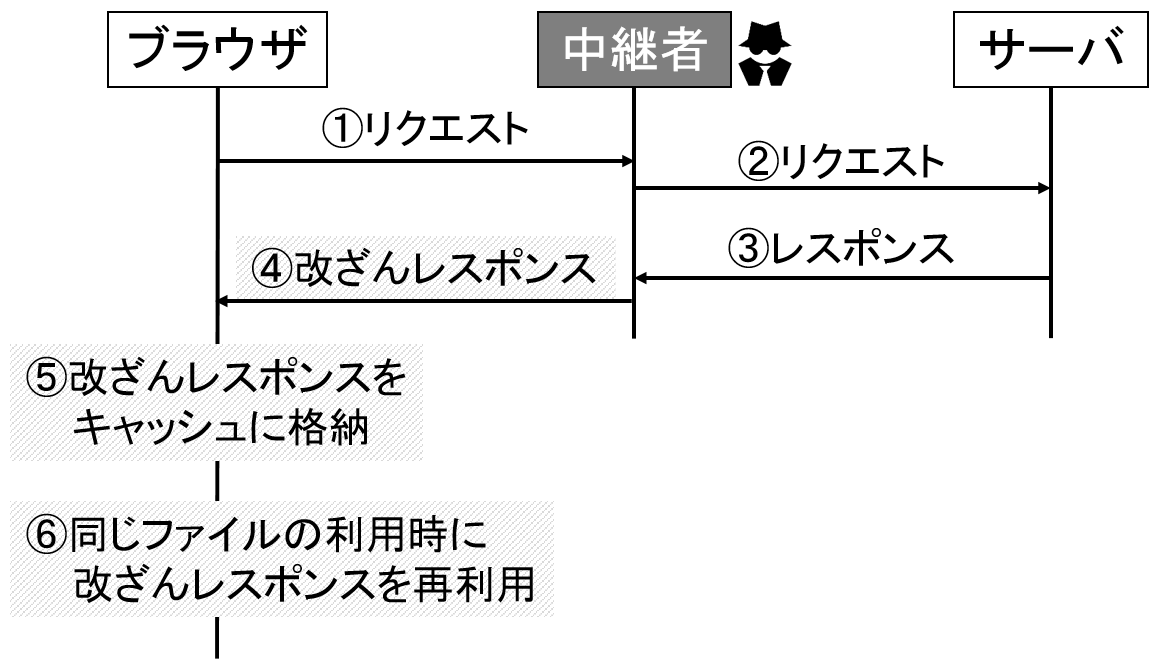 ブラウザ
中継者
サーバ
①リクエスト
②リクエスト
③レスポンス
④改ざんレスポンス
⑤改ざんレスポンスを
キャッシュに格納
⑥同じファイルの利用時に
改ざんレスポンスを再利用